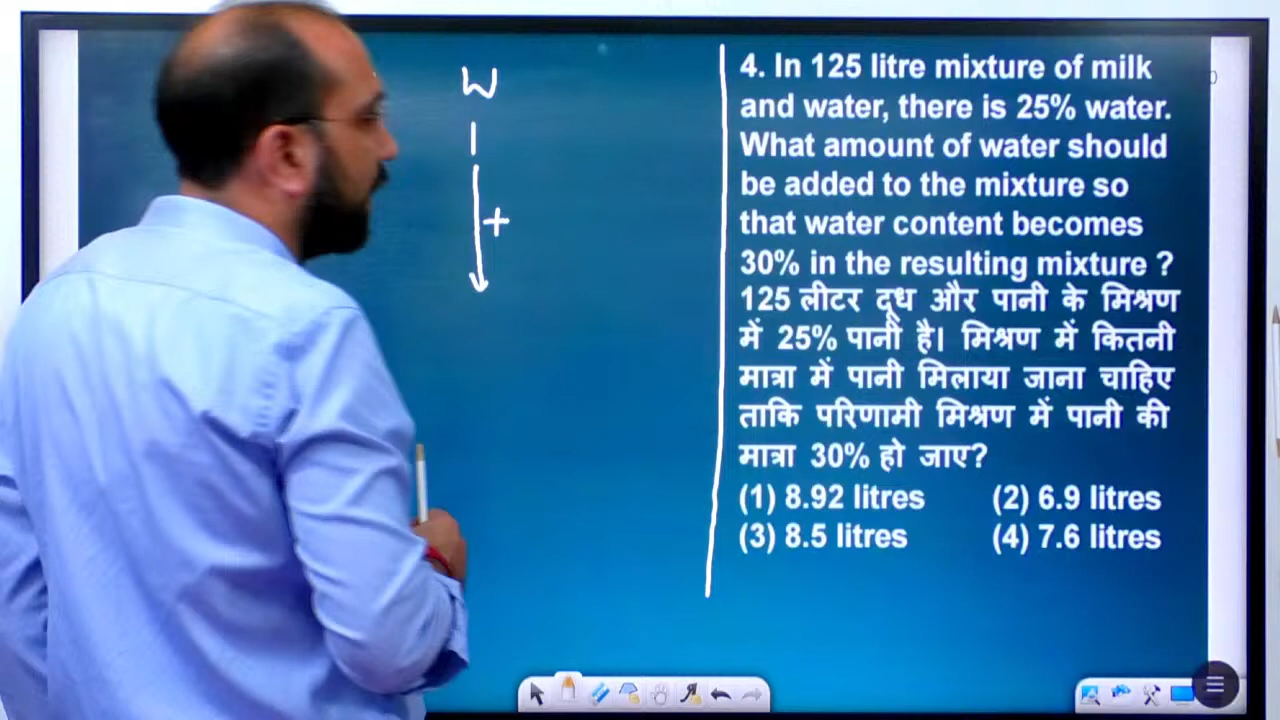 W
1
+
4. In 125 litre mixture of milk
and water, there is 25% water.
What amount of water should
be added to the mixture so
that water content becomes
30% in the resulting mixture ?
125 लीटर दूध और पानी के मिश्रण
में 25% पानी है। मिश्रण में कितनी
मात्रा में पानी मिलाया जाना चाहिए
ताकि परिणामी मिश्रण में पानी की
मात्रा 30% हो जाए?
(1) 8.92 litres (2) 6.9 litres
(3) 8.5 litres (4) 7.6 litres